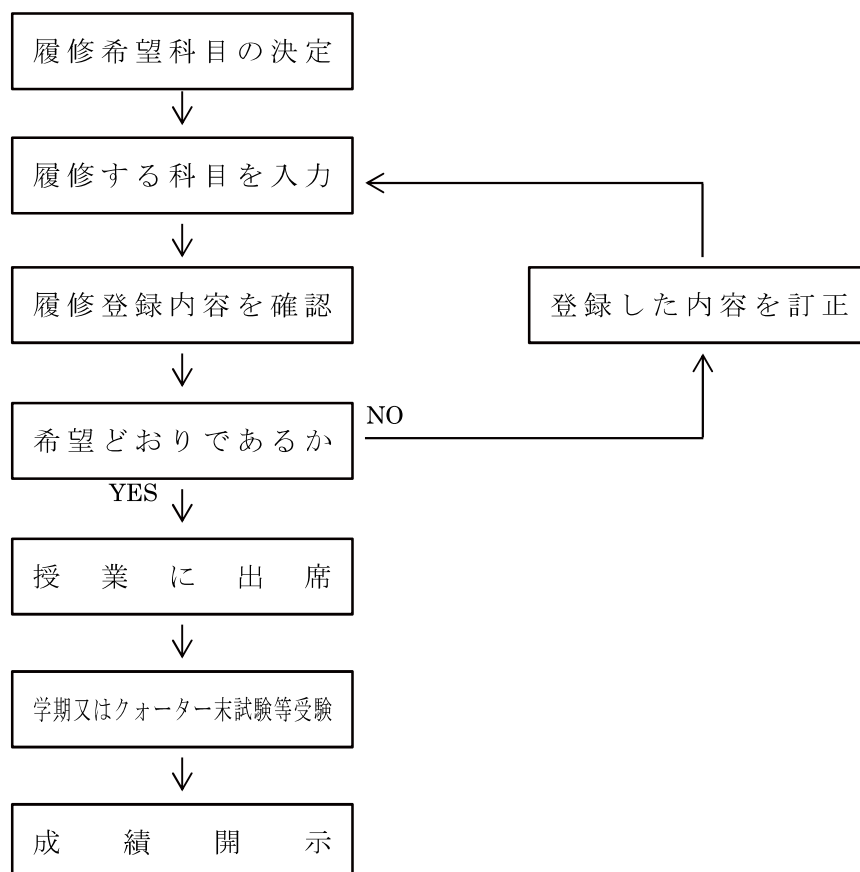 履修希望科目の決定
履修する科目を入力
履修登録内容を確認
登録した内容を訂正
希望どおりであるか
NO
YES
授業に出席
学期又はクォーター末試験等受験
成績開示